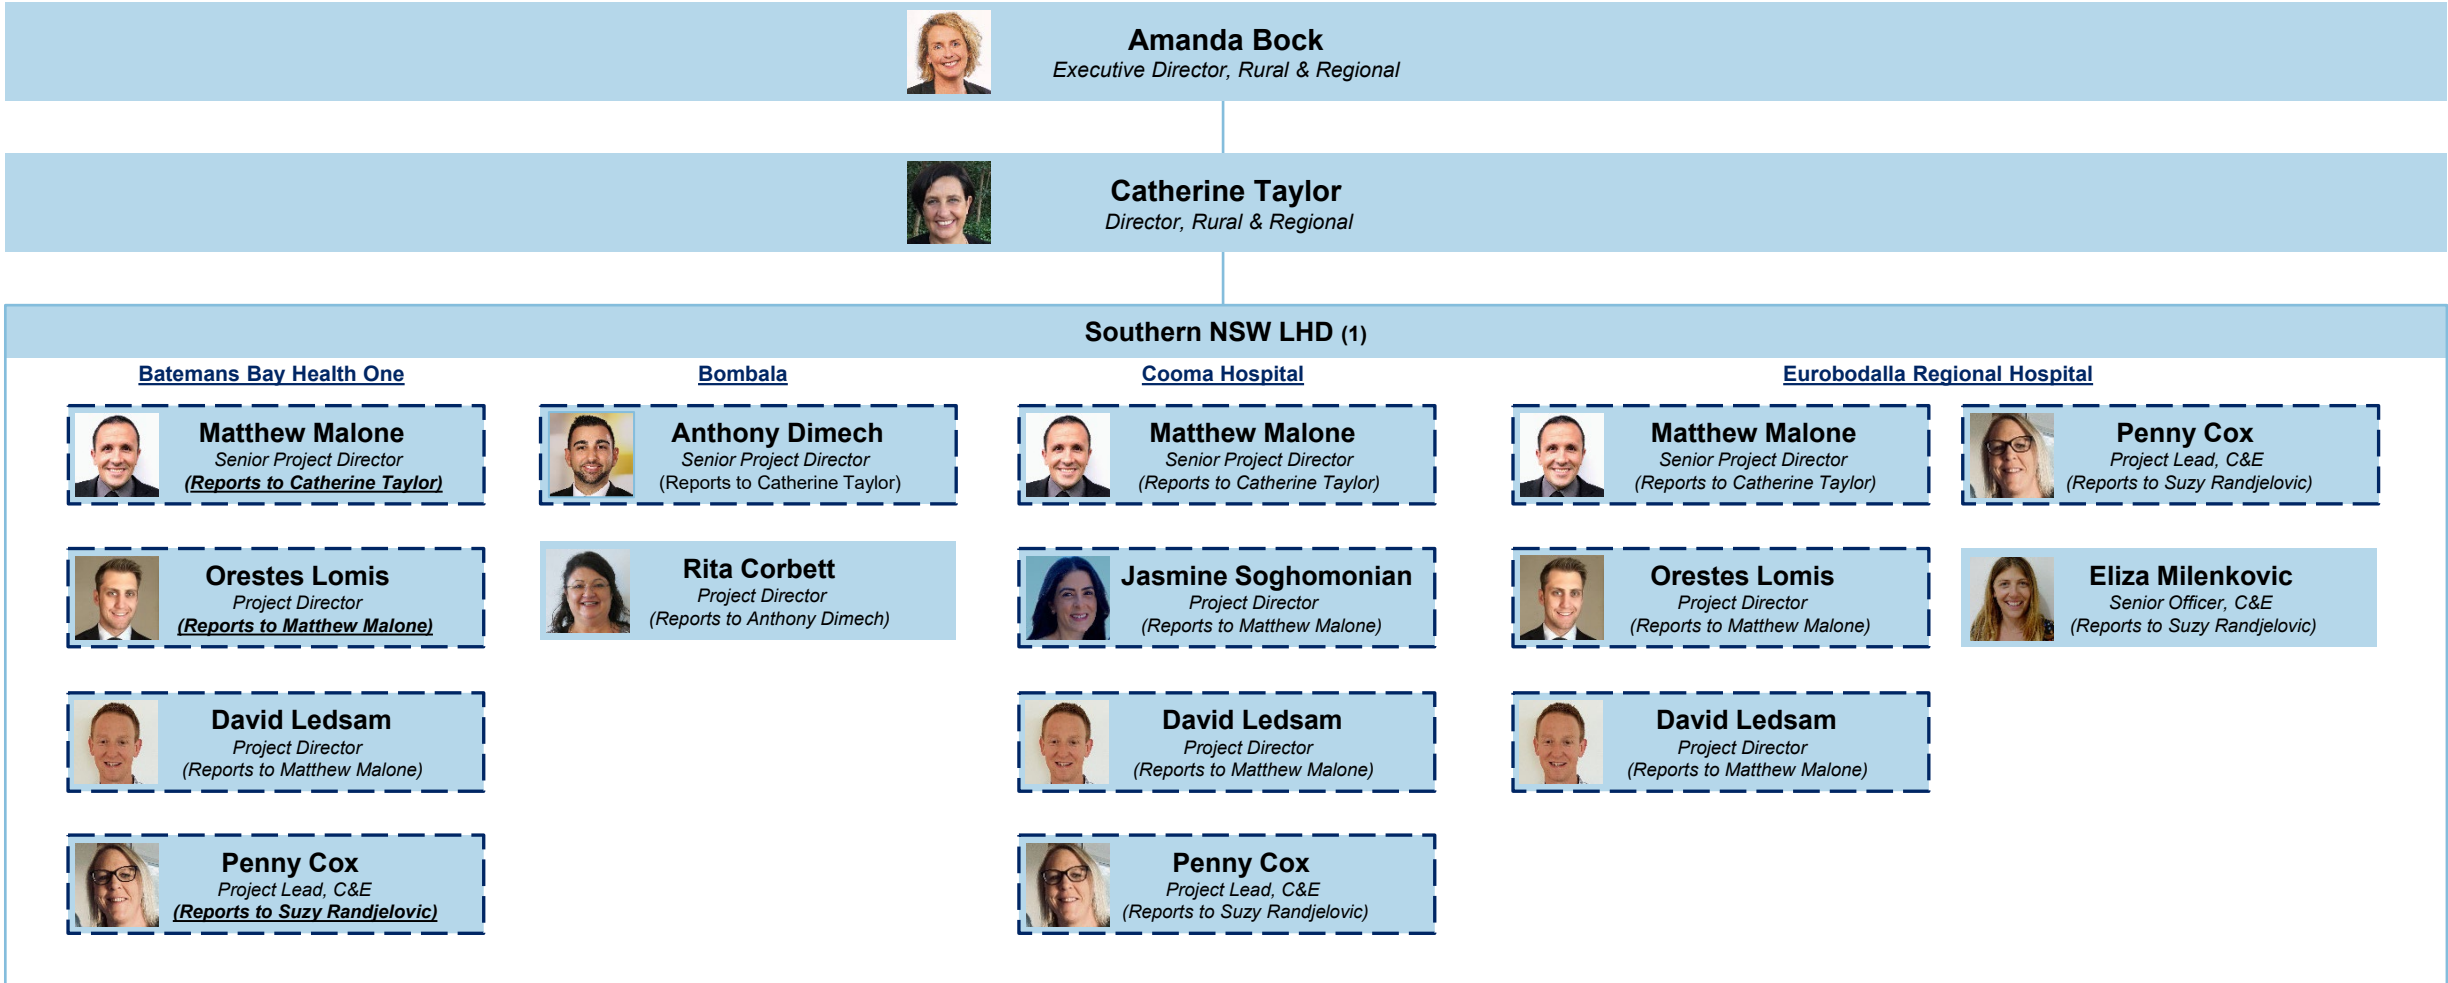 Amanda Bock
Executive Director, Rural & Regional
Catherine Taylor
Director, Rural & Regional
Southern NSW LHD (1)
Batemans Bay Health One
Matthew Malone
Senior Project Director
(Reports to Catherine Taylor)
Orestes Lomis
Project Director
(Reports to Matthew Malone)
David Ledsam
Project Director
(Reports to Matthew Malone)
Penny Cox
Project Lead, C&E
(Reports to Suzy Randjelovic)
Bombala
Anthony Dimech
Senior Project Director
(Reports to Catherine Taylor)
Rita Corbett
Project Director
(Reports to Anthony Dimech)
Cooma Hospital
Matthew Malone
Senior Project Director
(Reports to Catherine Taylor)
Jasmine Soghomonian
Project Director
(Reports to Matthew Malone)
David Ledsam
Project Director
(Reports to Matthew Malone)
Penny Cox
Project Lead, C&E
(Reports to Suzy Randjelovic)
Eurobodalla Regional Hospital
Matthew Malone
Senior Project Director
(Reports to Catherine Taylor)
Orestes Lomis
Project Director
(Reports to Matthew Malone)
David Ledsam
Project Director
(Reports to Matthew Malone)
Penny Cox
Project Lead, C&E
(Reports to Suzy Randjelovic)
Eliza Milenkovic
Senior Officer, C&E
(Reports to Suzy Randjelovic)